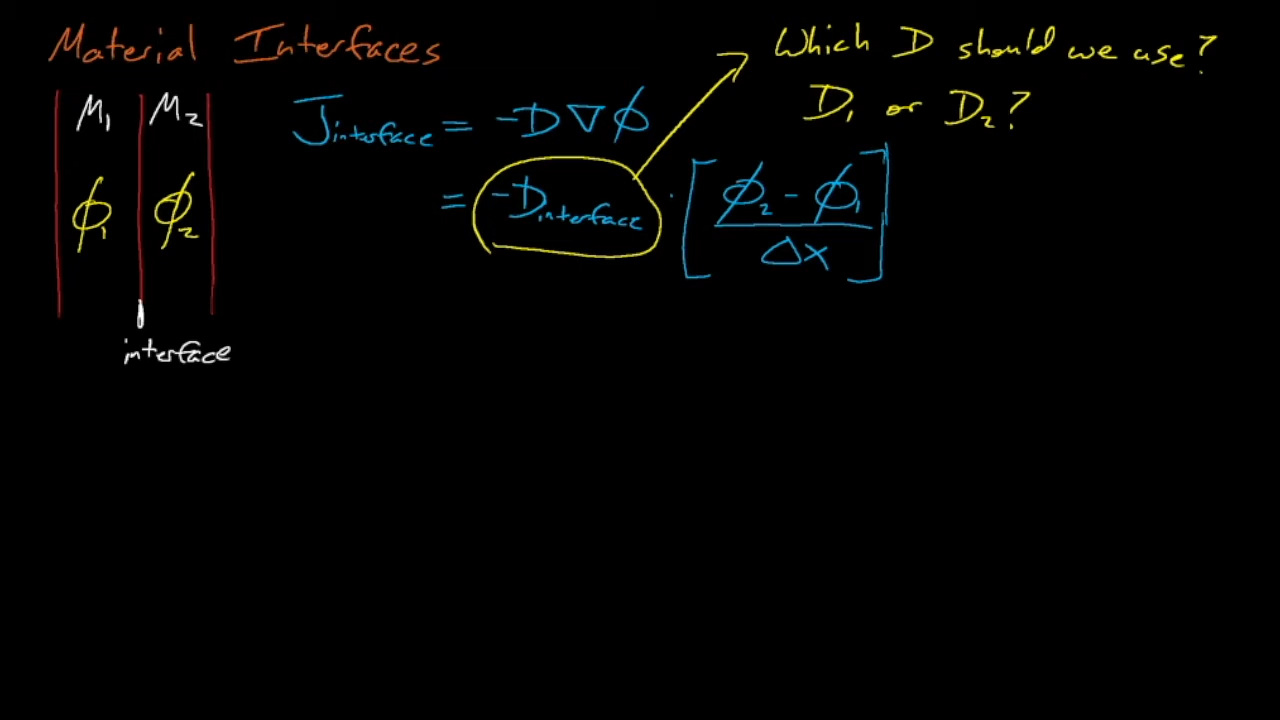 Material Interfaces
Which D should we use?
D₁ or D₂?
M₁ M₂
J_interface = -D∇ϕ
ϕ₁ ϕ₂
= -D_interface · [(ϕ₂ - ϕ₁)/Δx]
interface